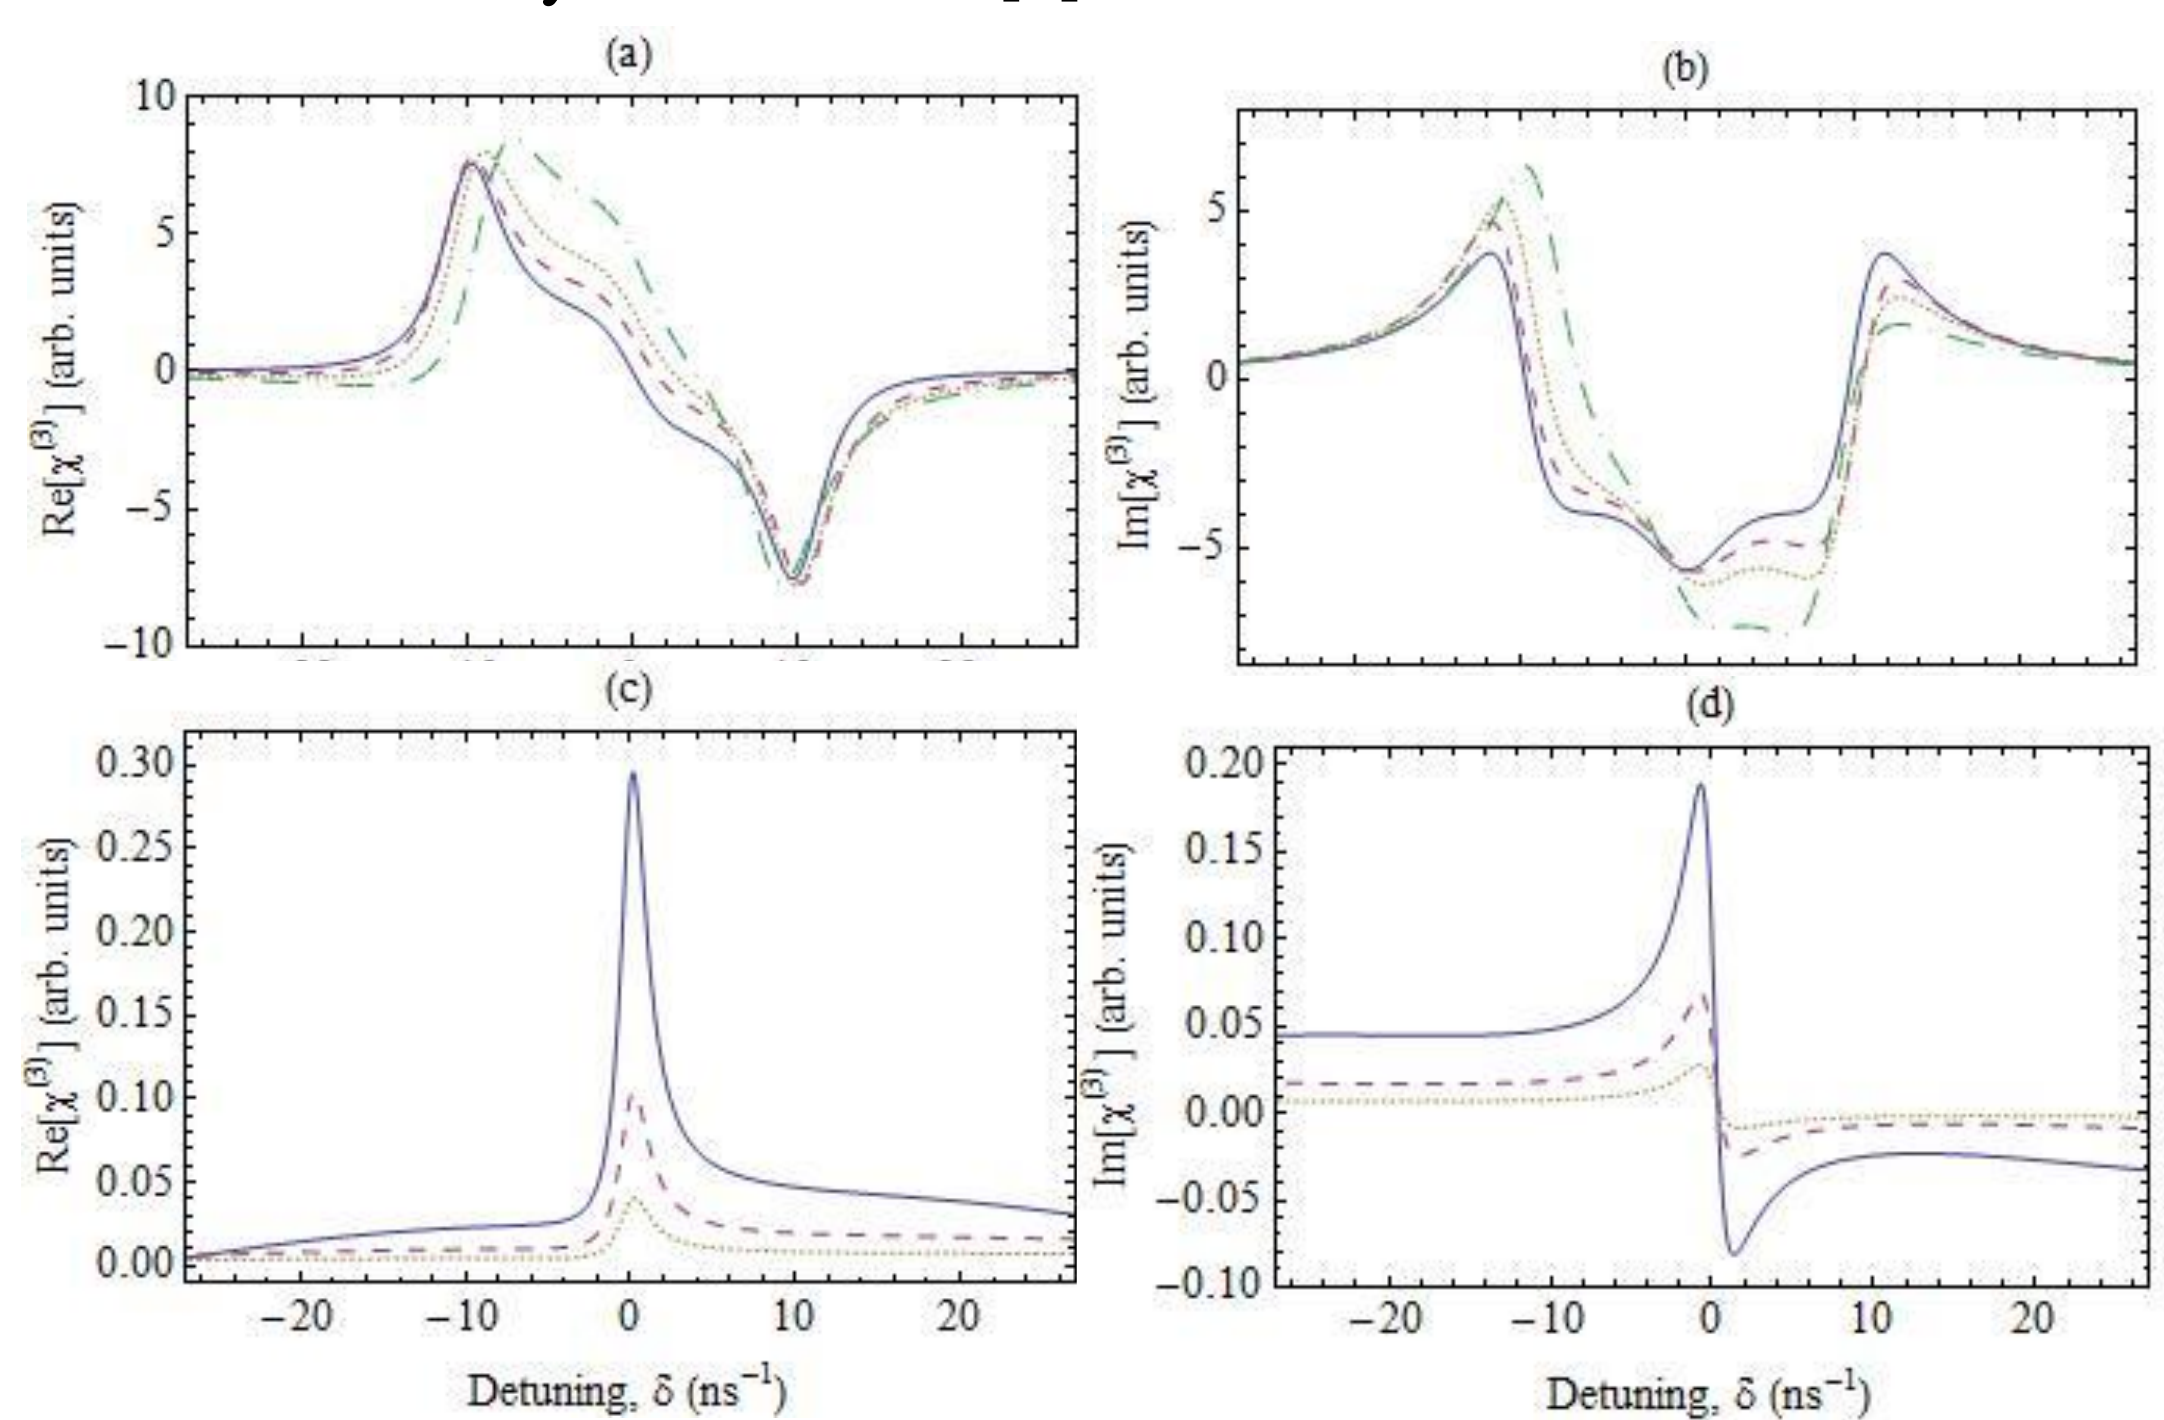 (a)
10
5
0
−5
−10
Re[χ(3)] (arb. units)
(b)
5
0
−5
Im[χ(3)] (arb. units)
(c)
0.30
0.25
0.20
0.15
0.10
0.05
0.00
Re[χ(3)] (arb. units)
−20 −10 0 10 20
Detuning, δ (ns−1)
(d)
0.20
0.15
0.10
0.05
0.00
−0.05
−0.10
Im[χ(3)] (arb. units)
−20 −10 0 10 20
Detuning, δ (ns−1)